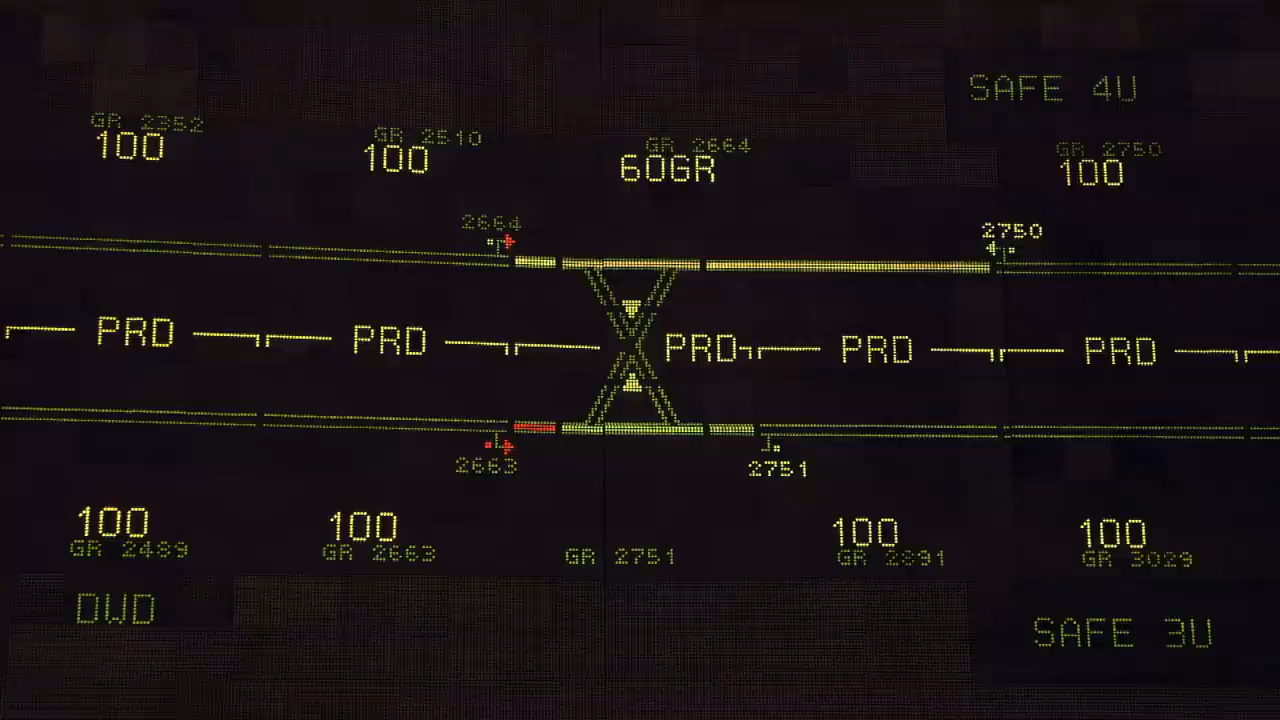 SAFE 4U
GR 2352
100
GR 2510
100
GR 2664
60GR
GR 2750
100
2664
2750
PRD
PRD
PRD
PRD
PRD
2663
2751
100
GR 2489
100
GR 2663
GR 2751
100
GR 2891
100
GR 3029
DWD
SAFE 3U